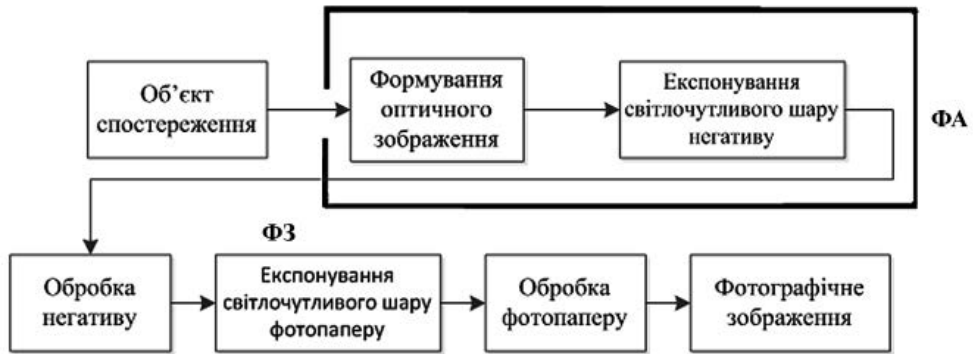 Об’єкт
спостереження
Формування
оптичного
зображення
Експонування
світлочутливого шару
негативу
ФА
ФЗ
Обробка
негативу
Експонування
світлочутливого шару
фотопаперу
Обробка
фотопаперу
Фотографічне
зображення